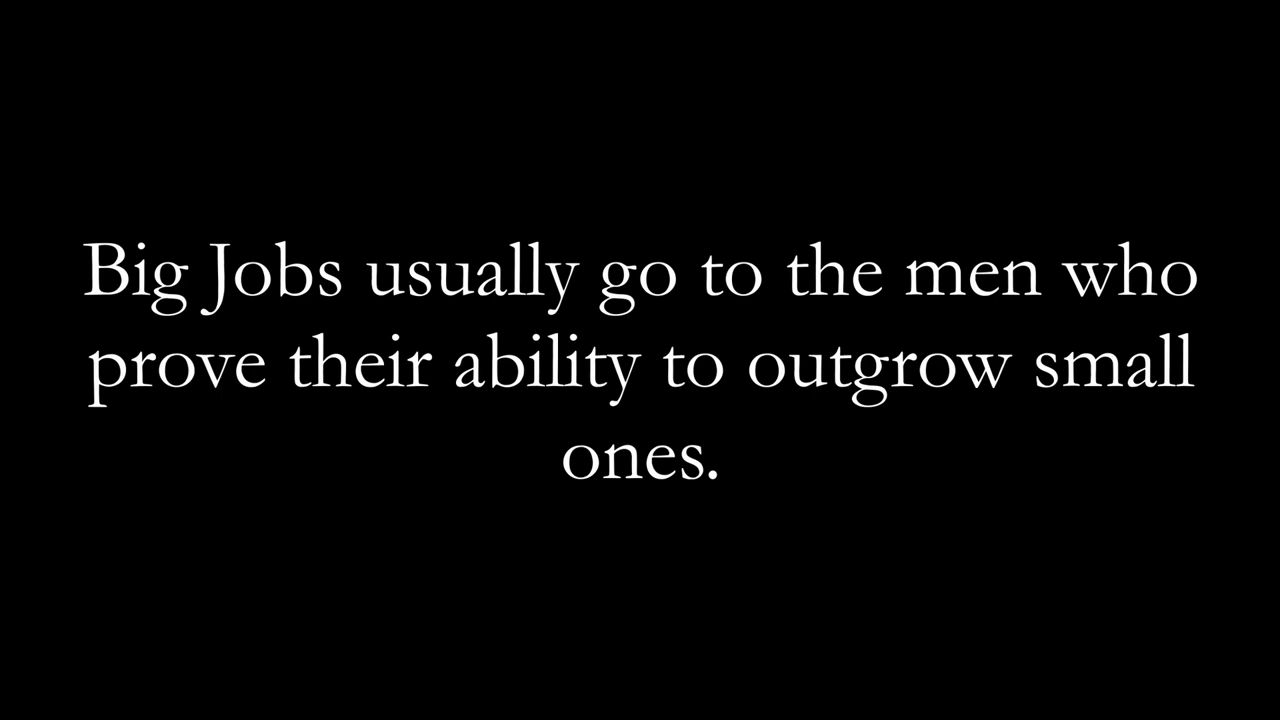 Big Jobs usually go to the men who
prove their ability to outgrow small
ones.